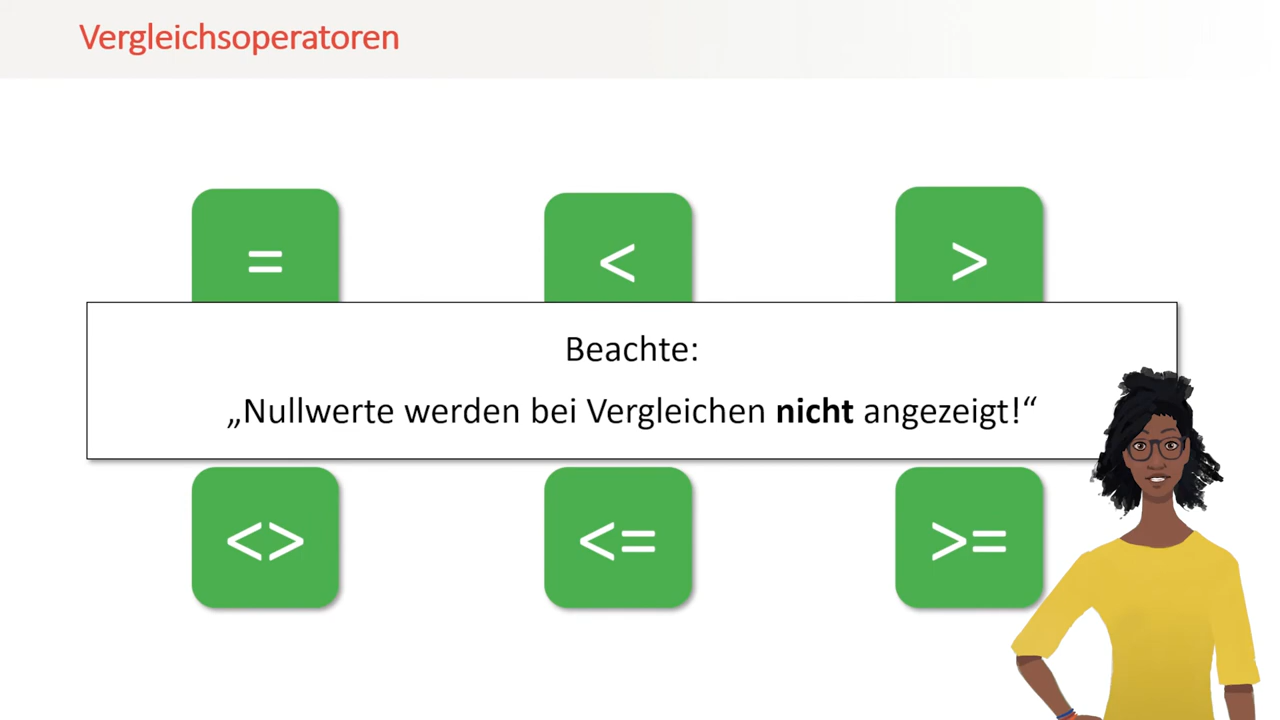 Vergleichsoperatoren
= < >
Beachte:
„Nullwerte werden bei Vergleichen nicht angezeigt!“
<> <= >=